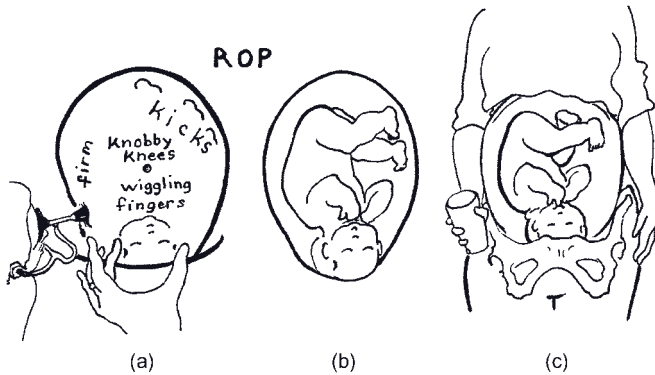 ROP
kicks
Knobby
Knees
firm
wiggling
fingers
(a)
(b)
(c)